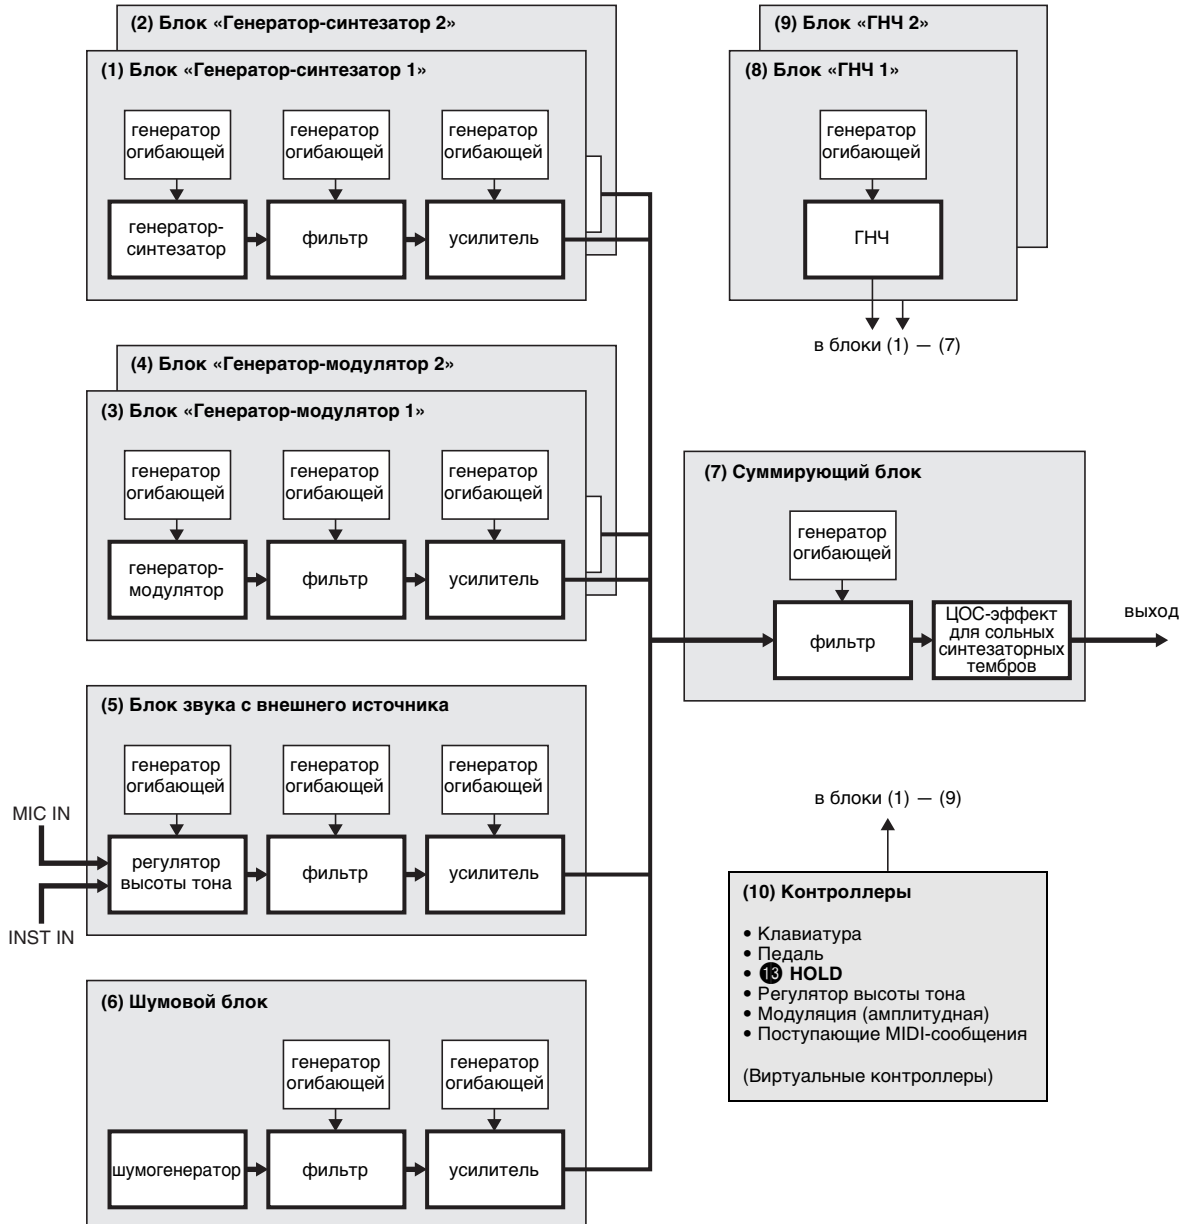 (2) Блок «Генератор-синтезатор 2»
(1) Блок «Генератор-синтезатор 1»
генератор
огибающей
генератор
огибающей
генератор
огибающей
генератор-
синтезатор
фильтр
усилитель
(9) Блок «ГНЧ 2»
(8) Блок «ГНЧ 1»
генератор
огибающей
ГНЧ
в блоки (1) — (7)
(4) Блок «Генератор-модулятор 2»
(3) Блок «Генератор-модулятор 1»
генератор
огибающей
генератор
огибающей
генератор
огибающей
генератор-
модулятор
фильтр
усилитель
(7) Суммирующий блок
генератор
огибающей
фильтр
ЦОС-эффект
для сольных
синтезаторных
тембров
выход
(5) Блок звука с внешнего источника
генератор
огибающей
генератор
огибающей
генератор
огибающей
MIC IN
INST IN
регулятор
высоты тона
фильтр
усилитель
(6) Шумовой блок
генератор
огибающей
генератор
огибающей
шумогенератор
фильтр
усилитель
в блоки (1) — (9)
(10) Контроллеры
• Клавиатура
• Педаль
• ⓭ HOLD
• Регулятор высоты тона
• Модуляция (амплитудная)
• Поступающие MIDI-сообщения
(Виртуальные контроллеры)